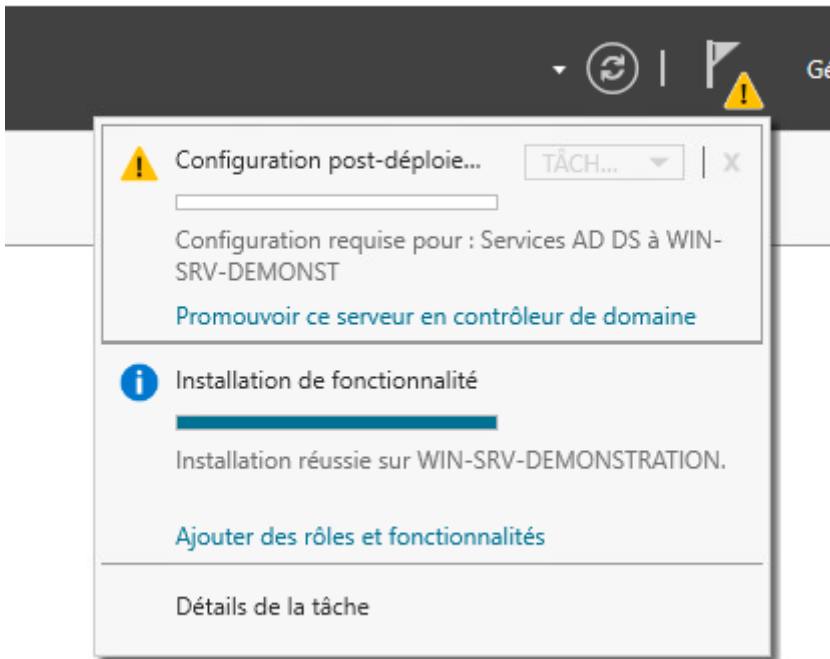 Gé
Configuration post-déploie...
TÂCH...
X
Configuration requise pour : Services AD DS à WIN-
SRV-DEMONST
Promouvoir ce serveur en contrôleur de domaine
Installation de fonctionnalité
Installation réussie sur WIN-SRV-DEMONSTRATION.
Ajouter des rôles et fonctionnalités
Détails de la tâche